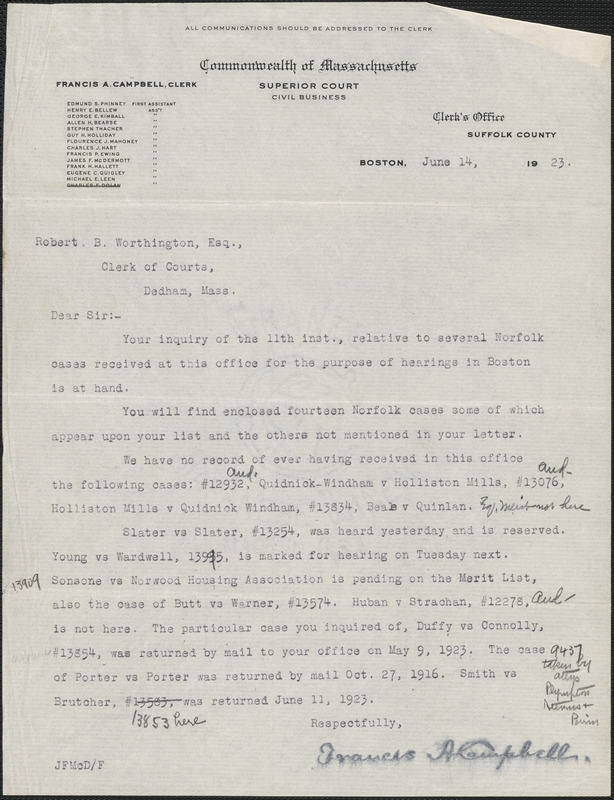 ALL COMMUNICATIONS SHOULD BE ADDRESSED TO THE CLERK
Commonwealth of Massachusetts
FRANCIS A. CAMPBELL, CLERK
SUPERIOR COURT
CIVIL BUSINESS
EDMUND S. PHINNEY FIRST ASSISTANT
HENRY E. BELLEW ASS'T
GEORGE E. KIMBALL "
ALLEN H. BEARSE "
STEPHEN THACHER "
GUY H. HOLLIDAY "
FLOURENCE J. MAHONEY "
CHARLES J. HART "
FRANCIS P. EWING "
JAMES F. McDERMOTT "
FRANK H. HALLETT "
EUGENE C. QUIGLEY "
MICHAEL E. LEEN "
CHARLES F. DOLAN "
Clerk's Office
SUFFOLK COUNTY
BOSTON, June 14, 1923.
Robert B. Worthington, Esq.,
Clerk of Courts,
Dedham, Mass.
Dear Sir:-
Your inquiry of the 11th inst., relative to several Norfolk
cases received at this office for the purpose of hearings in Boston
is at hand.
You will find enclosed fourteen Norfolk cases some of which
appear upon your list and the others not mentioned in your letter.
We have no record of ever having received in this office
and. and-
the following cases: #12932, Quidnick-Windham v Holliston Mills, #13076,
Holliston Mills v Quidnick Windham, #13834, Beale v Quinlan. Eq. not here
Slater vs Slater, #13254, was heard yesterday and is reserved.
Young vs Wardwell, 13995, is marked for hearing on Tuesday next.
13909 Sonsone vs Norwood Housing Association is pending on the Merit List,
also the case of Butt vs Warner, #13574. Huban v Strachan, #12278, and
is not here. The particular case you inquired of, Duffy vs Connolly,
#13854, was returned by mail to your office on May 9, 1923. The case 9437
of Porter vs Porter was returned by mail Oct. 27, 1916. Smith vs
taken by
attys
Plympton
Brutcher, #13583, was returned June 11, 1923.
13853 here
Respectfully,
Francis A Campbell.
JFMcD/F